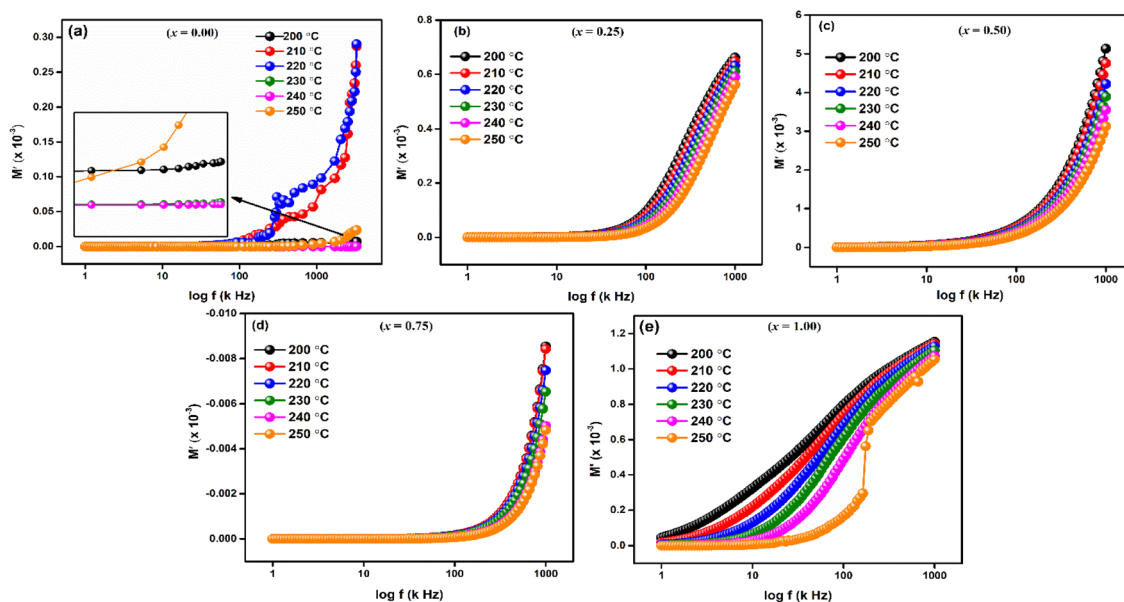 (a)
(x = 0.00)
200 °C
210 °C
220 °C
230 °C
240 °C
250 °C
0.30
0.25
0.20
0.15
0.10
0.05
0.00
M' (x 10⁻³)
1
10
100
1000
log f (k Hz)
(b)
(x = 0.25)
200 °C
210 °C
220 °C
230 °C
240 °C
250 °C
0.8
0.6
0.4
0.2
0.0
M' (x 10⁻³)
1
10
100
1000
log f (k Hz)
(c)
(x = 0.50)
200 °C
210 °C
220 °C
230 °C
240 °C
250 °C
6
5
4
3
2
1
0
M' (x 10⁻³)
1
10
100
1000
log f (k Hz)
(d)
(x = 0.75)
200 °C
210 °C
220 °C
230 °C
240 °C
250 °C
-0.010
-0.008
-0.006
-0.004
-0.002
0.000
M' (x 10⁻³)
1
10
100
1000
log f (k Hz)
(e)
(x = 1.00)
200 °C
210 °C
220 °C
230 °C
240 °C
250 °C
1.2
1.0
0.8
0.6
0.4
0.2
0.0
M' (x 10⁻³)
1
10
100
1000
log f (k Hz)